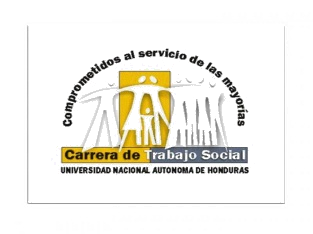 Comprometidos al servicio de las mayorías
Carrera de Trabajo Social
UNIVERSIDAD NACIONAL AUTONOMA DE HONDURAS